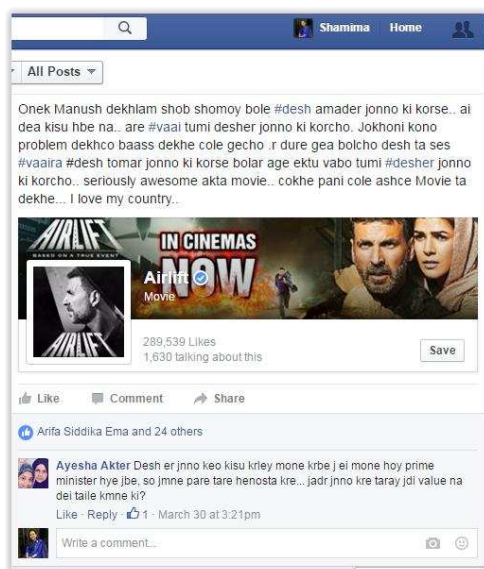 Shamima Home
All Posts
Onek Manush dekhlam shob shomoy bole #desh amader jonno ki korse.. ai
dea kisu hbe na.. are #vaai tumi desher jonno ki korcho. Jokhoni kono
problem dekhco baass dekhe cole gecho .r dure gea bolcho desh ta ses
#vaaira #desh tomar jonno ki korse bolar age ektu vabo tumi #desher jonno
ki korcho.. seriously awesome akta movie.. cokhe pani cole ashce Movie ta
dekhe... I love my country..
AIRLIFT
BASED ON A TRUE EVENT
IN CINEMAS
NOW
Airlift
Movie
AIRLIFT
289,539 Likes
1,630 talking about this
Save
Like Comment Share
Arifa Siddika Ema and 24 others
Ayesha Akter Desh er jnno keo kisu krley mone krbe j ei mone hoy prime
minister hye jbe, so jmne pare tare henosta kre... jadr jnno kre taray jdi value na
dei taile kmne ki?
Like · Reply · 1 · March 30 at 3:21pm
Write a comment...